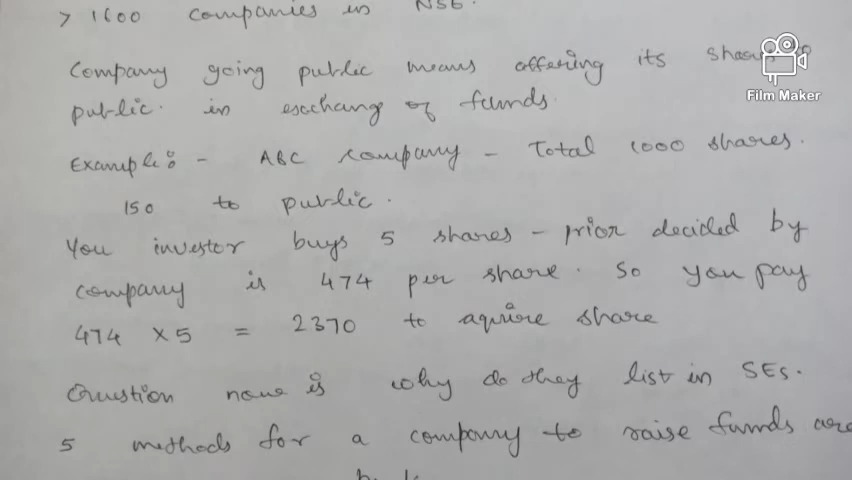 > 1600 companies in NSE.
Company going public means offering its shares
public. in exchang of funds.
Example:- ABC company - Total 1000 shares.
150 to public.
You investor buys 5 shares - prior decided by
company is 474 per share. So you pay
474 X 5 = 2370 to aquire share
Question now is why do they list in SEs.
5 methods for a company to raise funds are
Film Maker